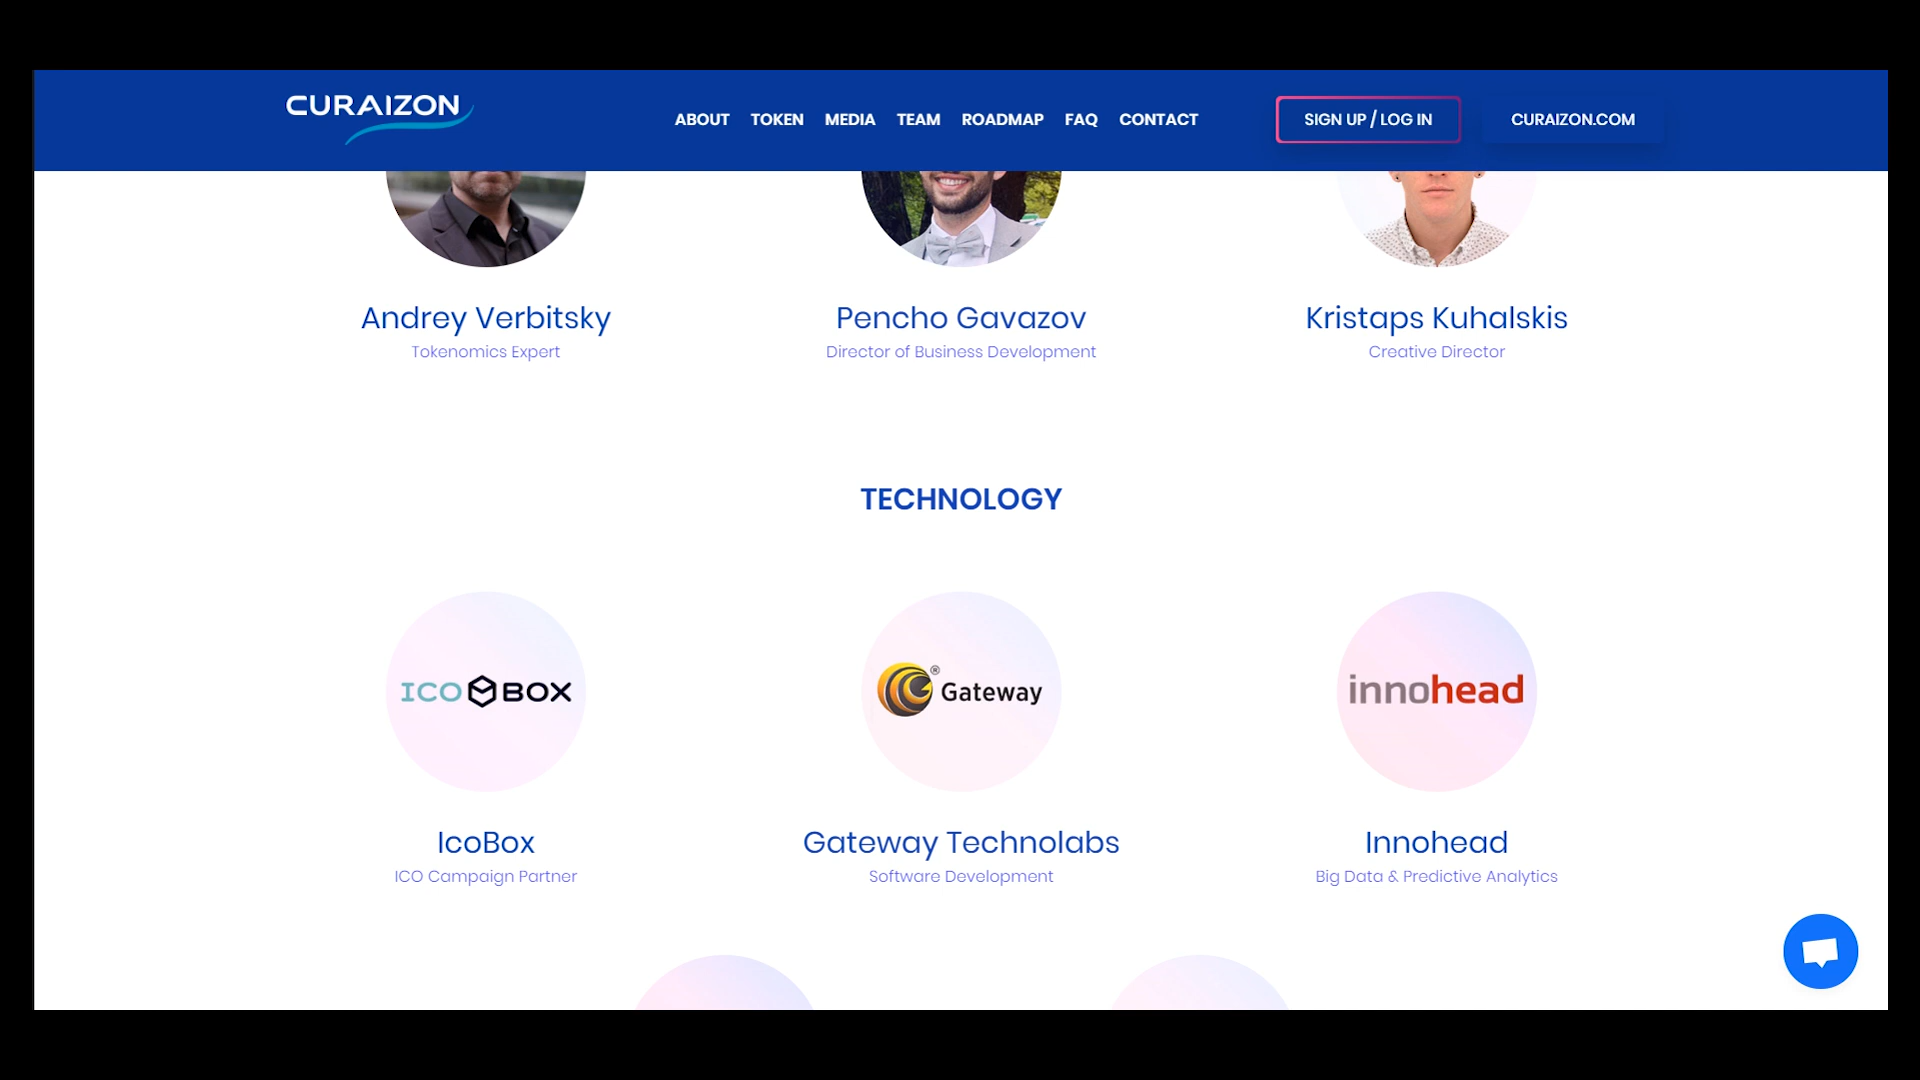 CURAIZON
ABOUT TOKEN MEDIA TEAM ROADMAP FAQ CONTACT
SIGN UP / LOG IN
CURAIZON.COM
Andrey Verbitsky
Tokenomics Expert
Pencho Gavazov
Director of Business Development
Kristaps Kuhalskis
Creative Director
TECHNOLOGY
ICOBOX
Gateway®
innohead
IcoBox
ICO Campaign Partner
Gateway Technolabs
Software Development
Innohead
Big Data & Predictive Analytics